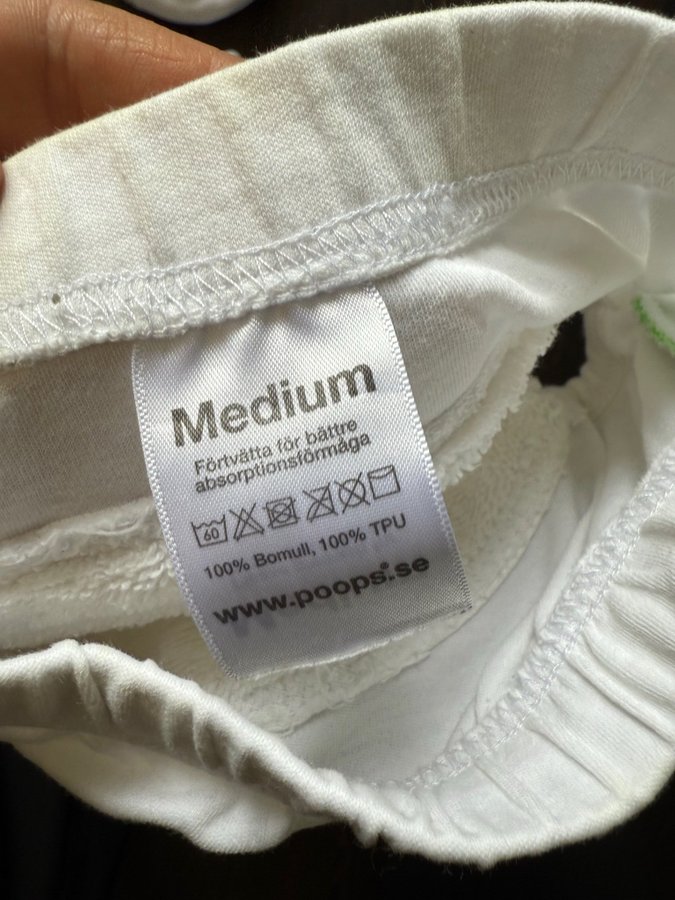 Medium
Förtvätta för bättre
absorptionsförmåga
60
100% Bomull, 100% TPU
www.poops®.se